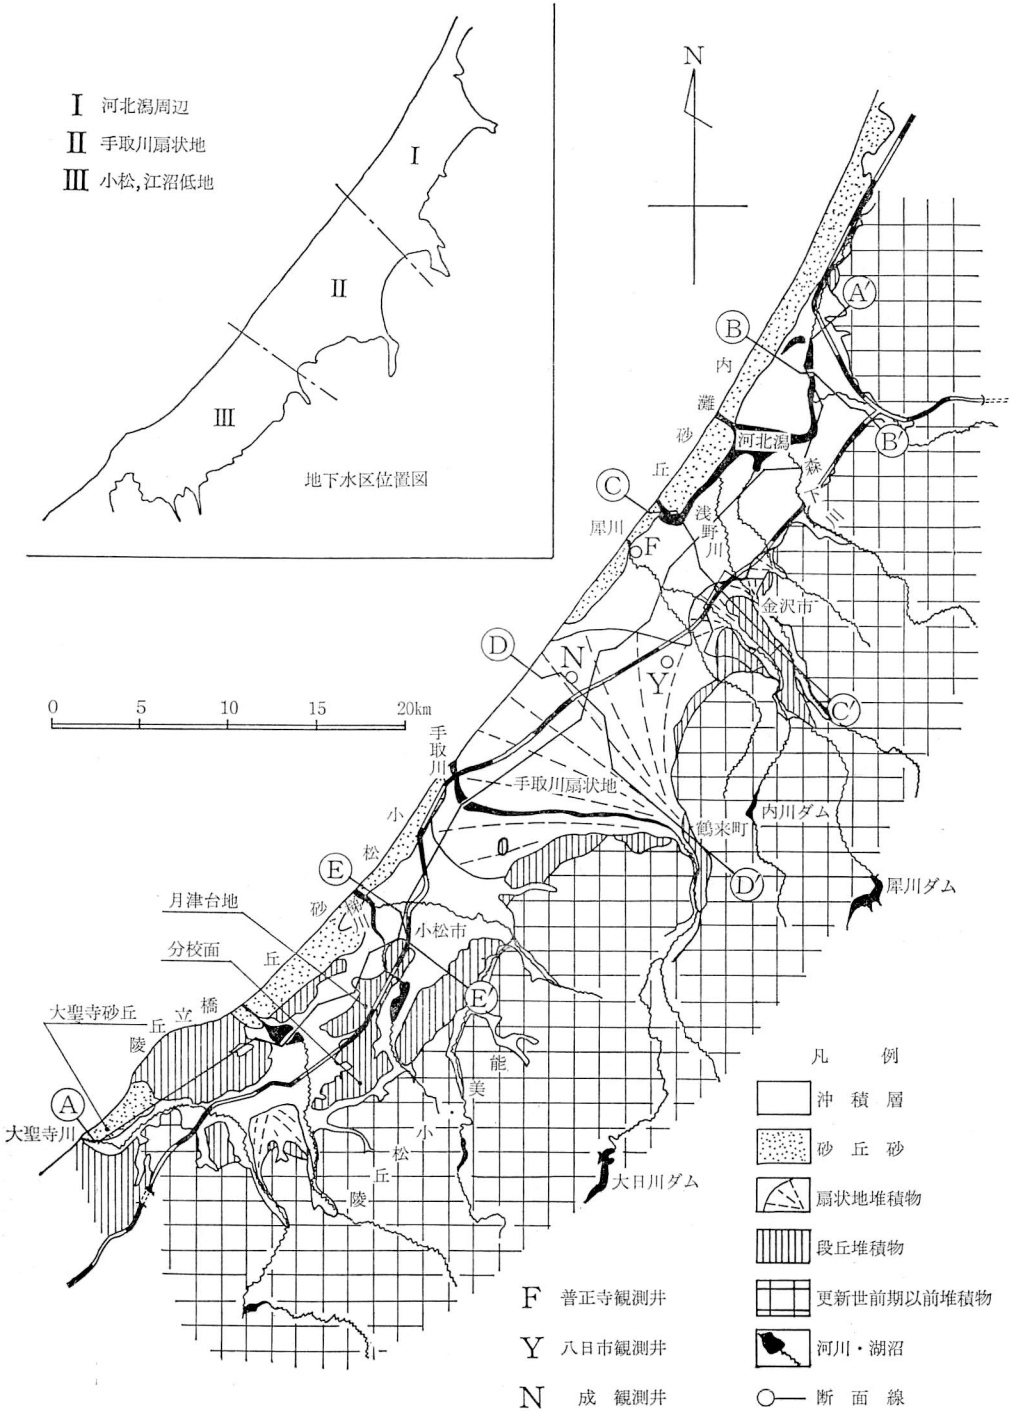 I 河北潟周辺
II 手取川扇状地
III 小松,江沼低地
I
II
III
地下水区位置図
N
A′
B
内灘砂丘
河北潟
B′
森下川
C
浅野川
犀川
F
金沢市
D
N
Y
C′
0 5 10 15 20km
手取川
手取川扇状地
内川ダム
鶴来町
小松砂丘
E
D′
犀川ダム
月津台地
小松市
分校面
E′
大聖寺砂丘
橋立丘陵
能美
小松丘陵
A
大聖寺川
大日川ダム
凡例
沖積層
砂丘砂
扇状地堆積物
段丘堆積物
更新世前期以前堆積物
河川・湖沼
断面線
F 普正寺観測井
Y 八日市観測井
N 成 観測井